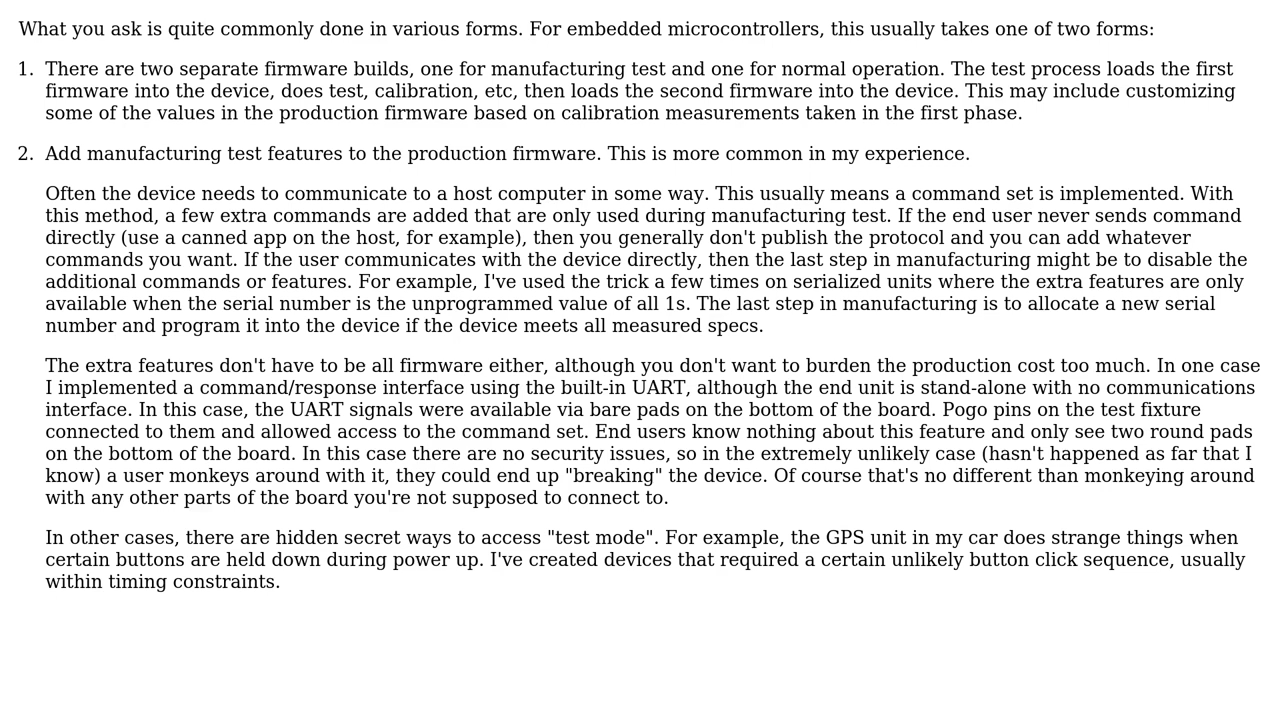 What you ask is quite commonly done in various forms. For embedded microcontrollers, this usually takes one of two forms:
1. There are two separate firmware builds, one for manufacturing test and one for normal operation. The test process loads the first
firmware into the device, does test, calibration, etc, then loads the second firmware into the device. This may include customizing
some of the values in the production firmware based on calibration measurements taken in the first phase.
2. Add manufacturing test features to the production firmware. This is more common in my experience.
Often the device needs to communicate to a host computer in some way. This usually means a command set is implemented. With
this method, a few extra commands are added that are only used during manufacturing test. If the end user never sends command
directly (use a canned app on the host, for example), then you generally don't publish the protocol and you can add whatever
commands you want. If the user communicates with the device directly, then the last step in manufacturing might be to disable the
additional commands or features. For example, I've used the trick a few times on serialized units where the extra features are only
available when the serial number is the unprogrammed value of all 1s. The last step in manufacturing is to allocate a new serial
number and program it into the device if the device meets all measured specs.
The extra features don't have to be all firmware either, although you don't want to burden the production cost too much. In one case
I implemented a command/response interface using the built-in UART, although the end unit is stand-alone with no communications
interface. In this case, the UART signals were available via bare pads on the bottom of the board. Pogo pins on the test fixture
connected to them and allowed access to the command set. End users know nothing about this feature and only see two round pads
on the bottom of the board. In this case there are no security issues, so in the extremely unlikely case (hasn't happened as far that I
know) a user monkeys around with it, they could end up "breaking" the device. Of course that's no different than monkeying around
with any other parts of the board you're not supposed to connect to.
In other cases, there are hidden secret ways to access "test mode". For example, the GPS unit in my car does strange things when
certain buttons are held down during power up. I've created devices that required a certain unlikely button click sequence, usually
within timing constraints.